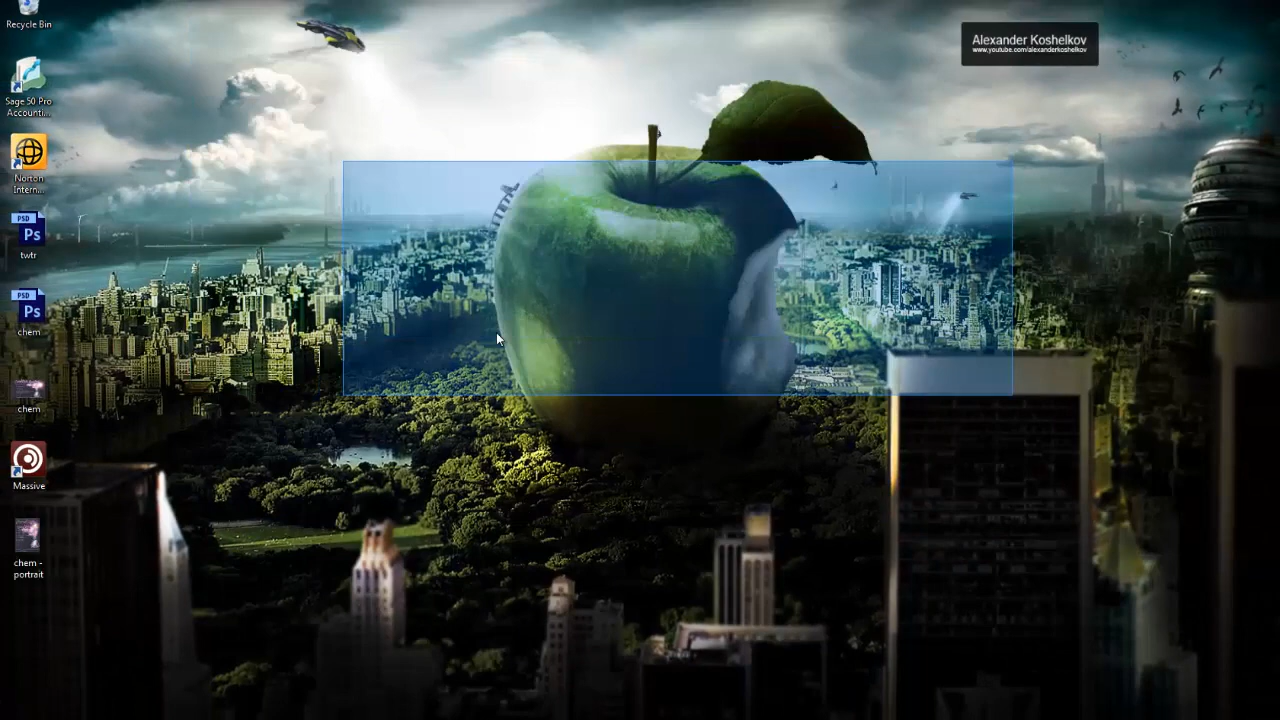 Recycle Bin
Alexander Koshelkov
www.youtube.com/alexanderkoshelkov
Sage 50 Pro
Accounti...
Norton
Intern...
PSD
Ps
twtr
PSD
Ps
chem
chem
Massive
chem -
portrait